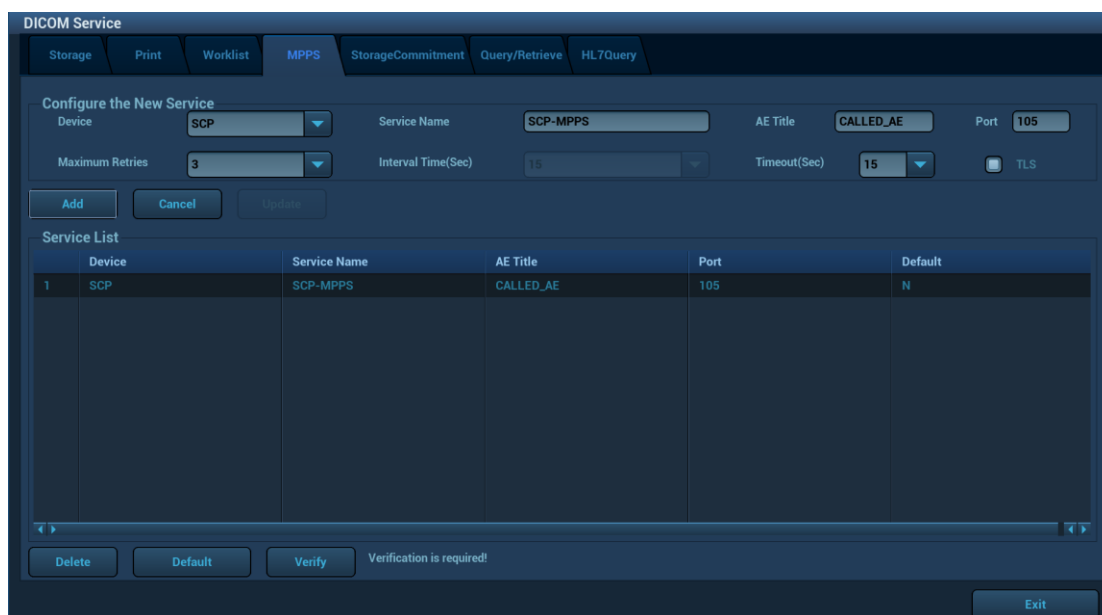 DICOM Service
Storage Print Worklist MPPS StorageCommitment Query/Retrieve HL7Query
Configure the New Service
Device SCP Service Name SCP-MPPS AE Title CALLED_AE Port 105
Maximum Retries 3 Interval Time(Sec) 15 Timeout(Sec) 15 TLS
Add Cancel Update
Service List
Device Service Name AE Title Port Default
1 SCP SCP-MPPS CALLED_AE 105 N
Delete Default Verify Verification is required!
Exit